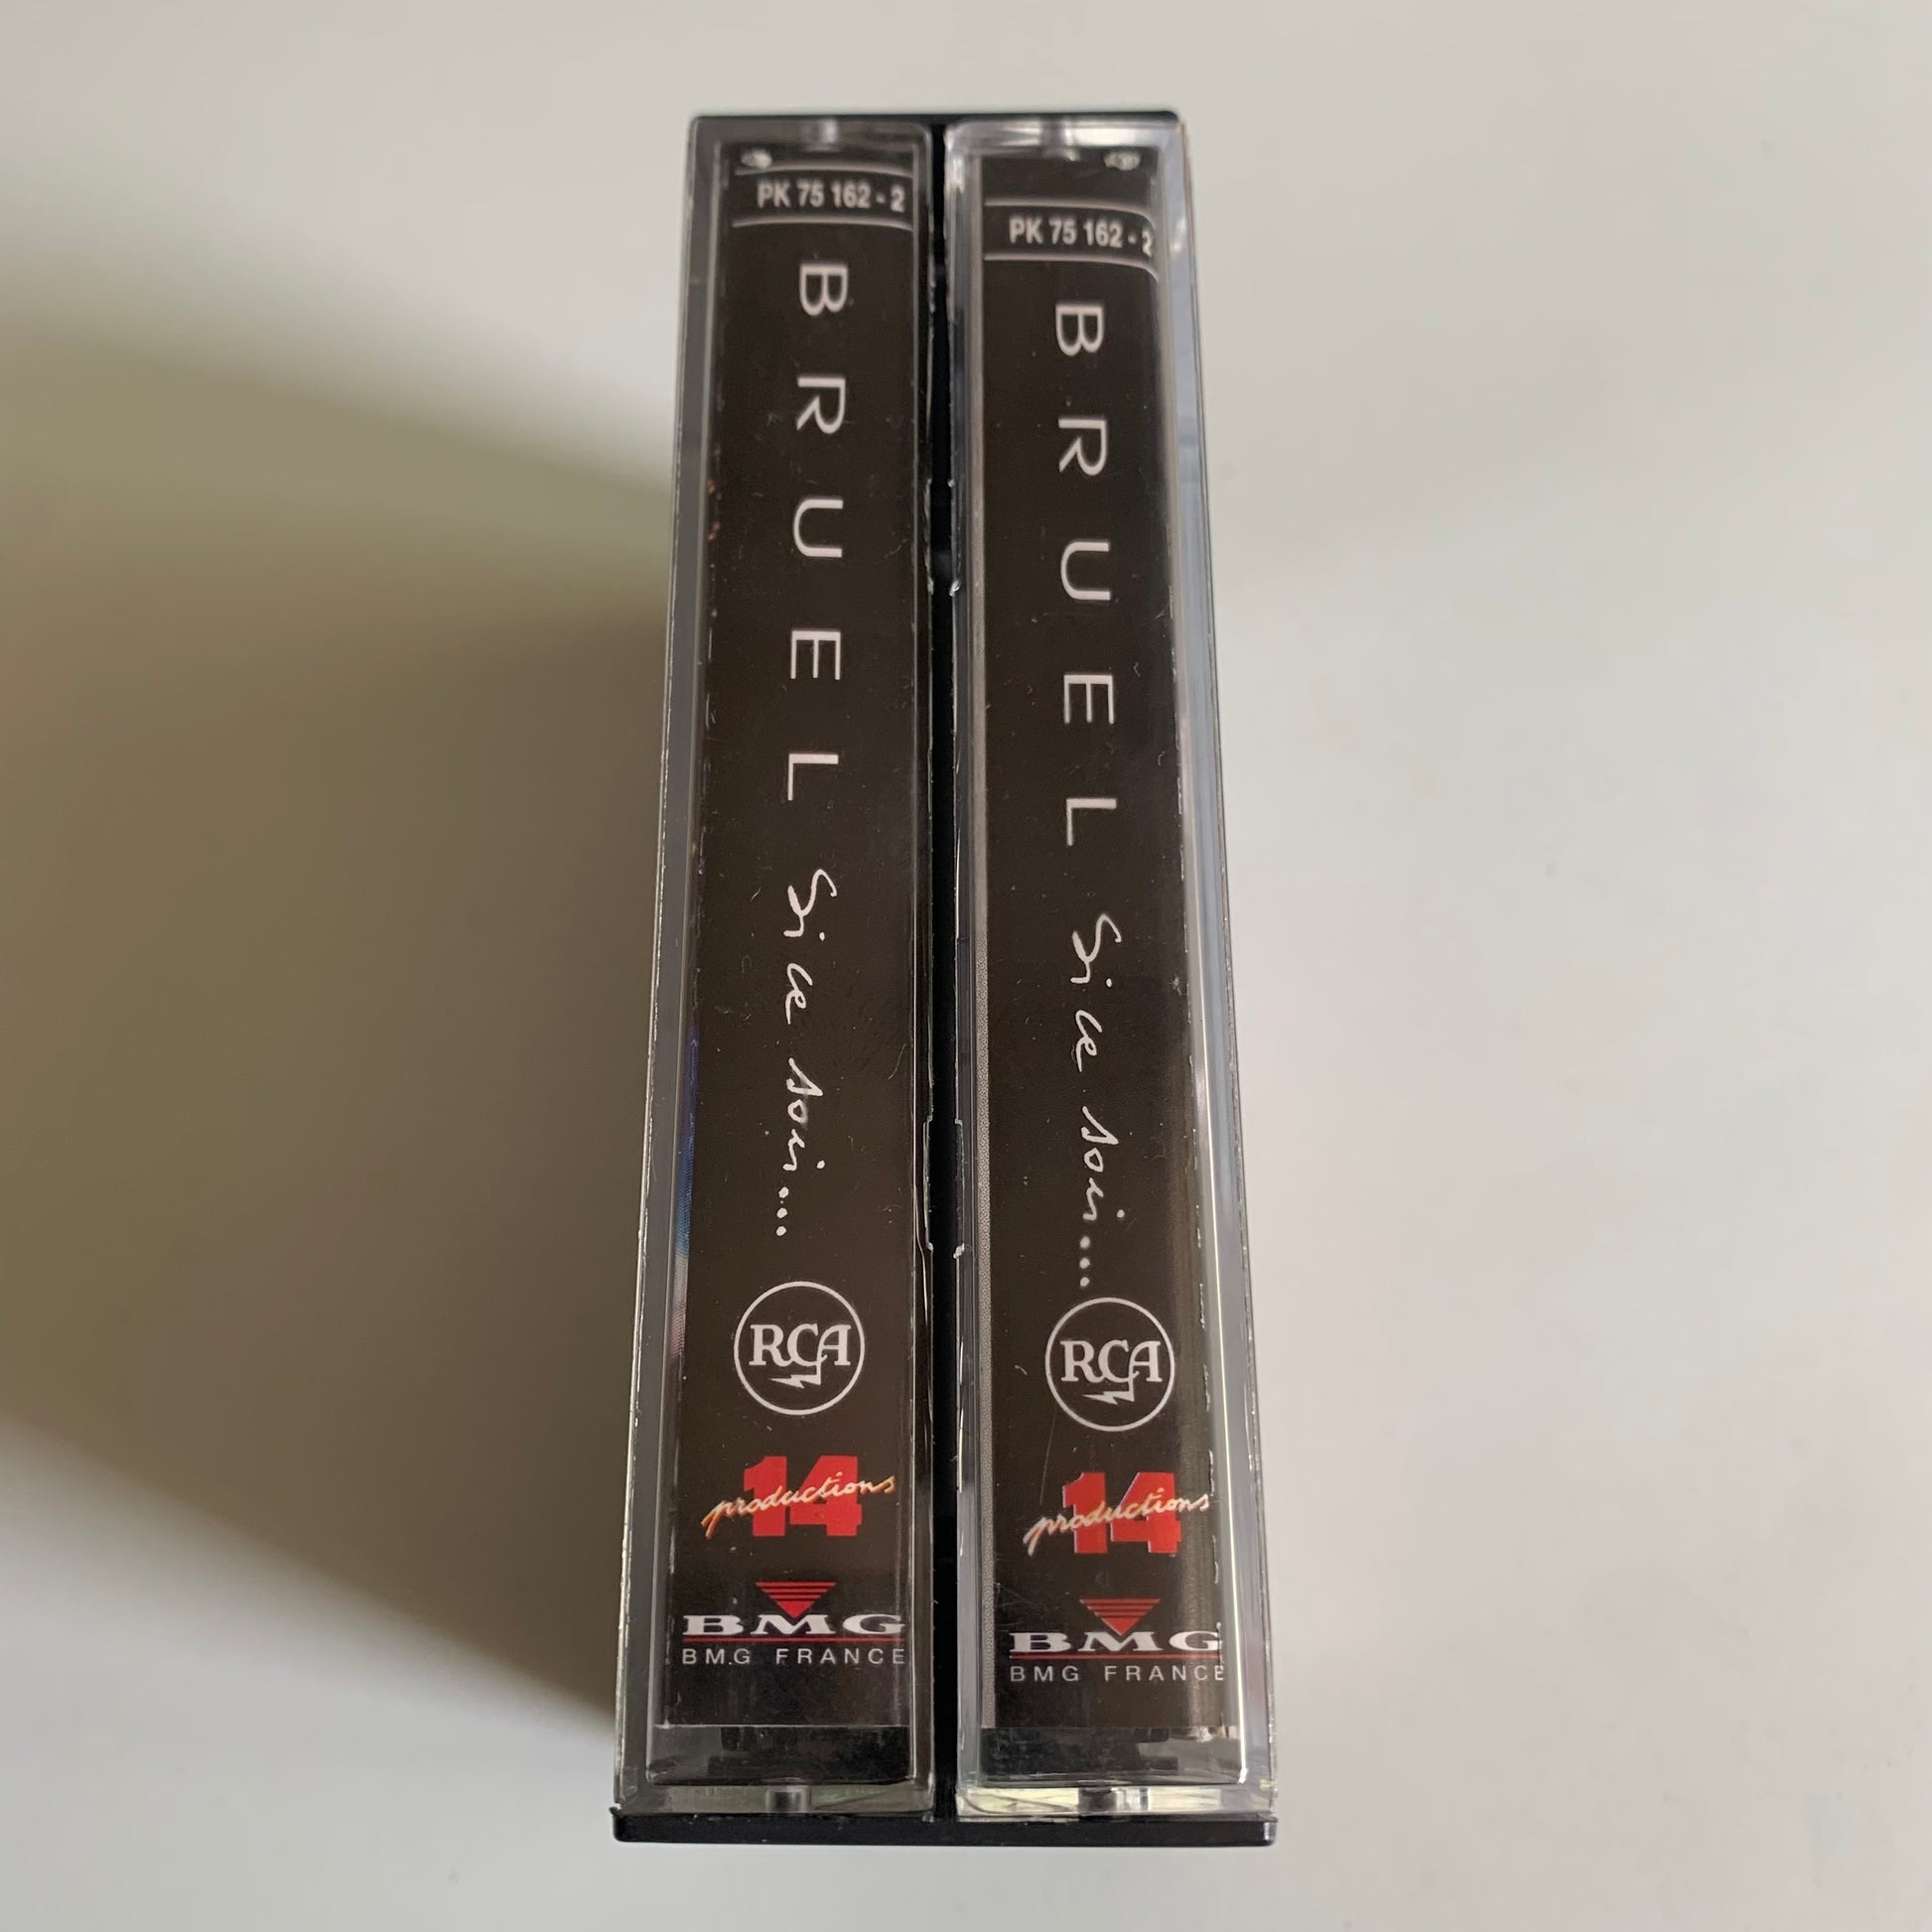 PK 75 162 - 2
BRUEL Si ce soir...
RCA
14 productions
BMG
BMG FRANCE
PK 75 162 - 2
BRUEL Si ce soir...
RCA
14 productions
BMG
BMG FRANCE